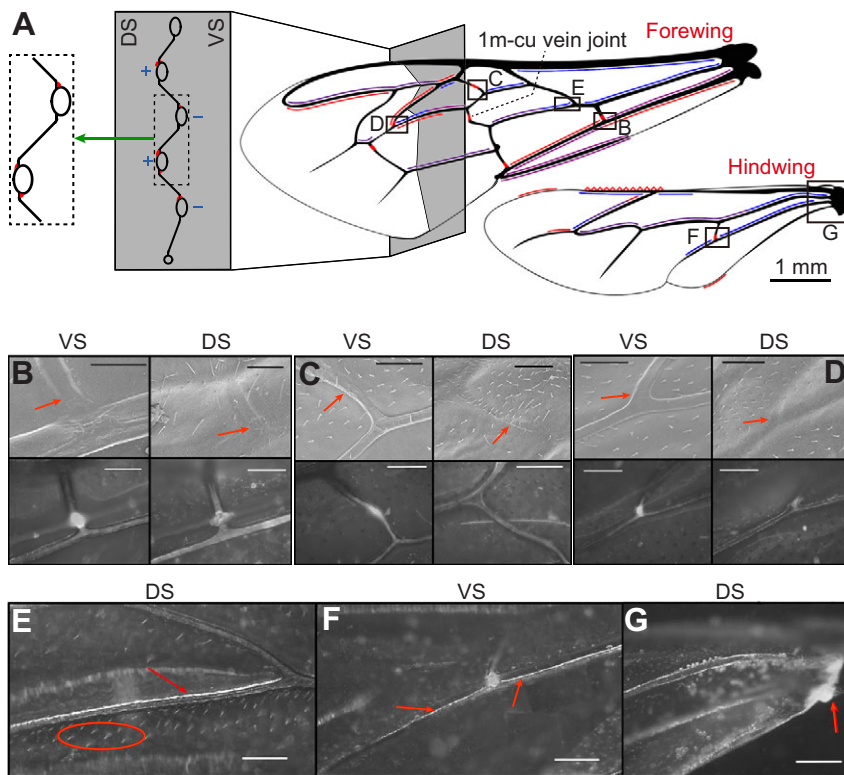 A
DS
VS
+
−
+
−
1m-cu vein joint
Forewing
C
E
D
B
Hindwing
F
G
1 mm
VS
DS
VS
DS
VS
DS
B
C
D
DS
VS
DS
E
F
G